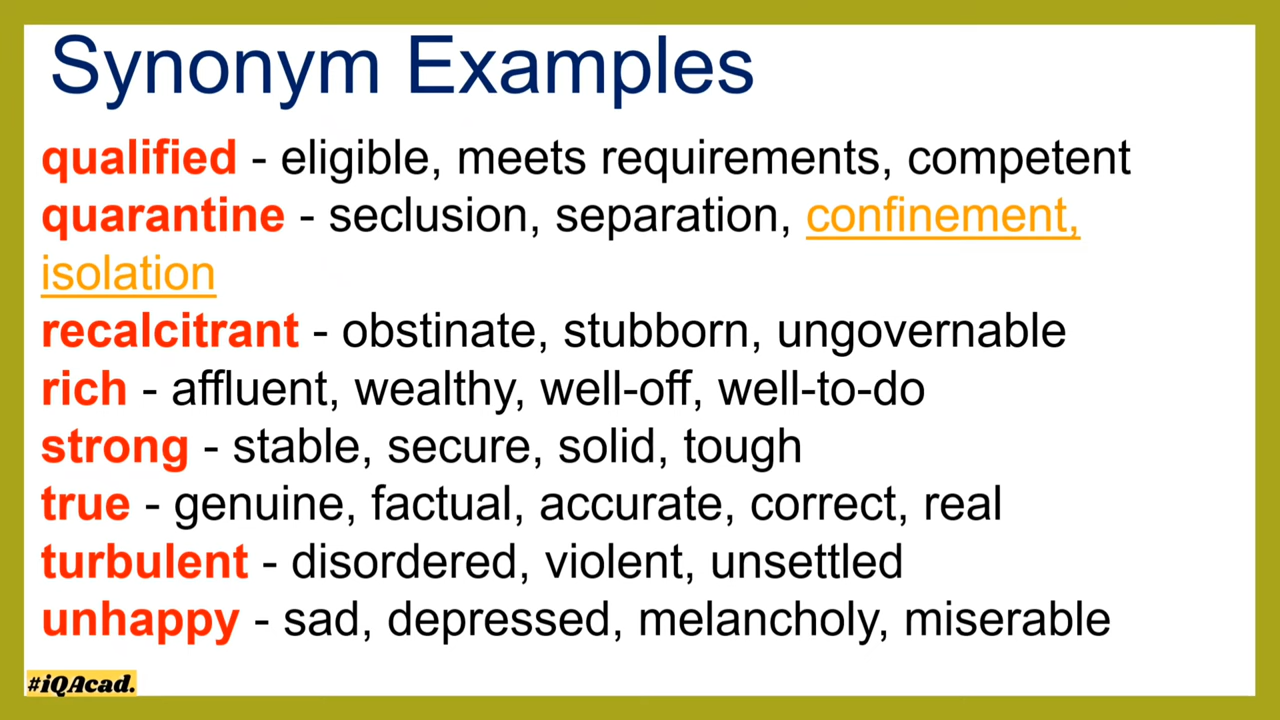 Synonym Examples
qualified - eligible, meets requirements, competent
quarantine - seclusion, separation, confinement,
isolation
recalcitrant - obstinate, stubborn, ungovernable
rich - affluent, wealthy, well-off, well-to-do
strong - stable, secure, solid, tough
true - genuine, factual, accurate, correct, real
turbulent - disordered, violent, unsettled
unhappy - sad, depressed, melancholy, miserable
#iQAcad.